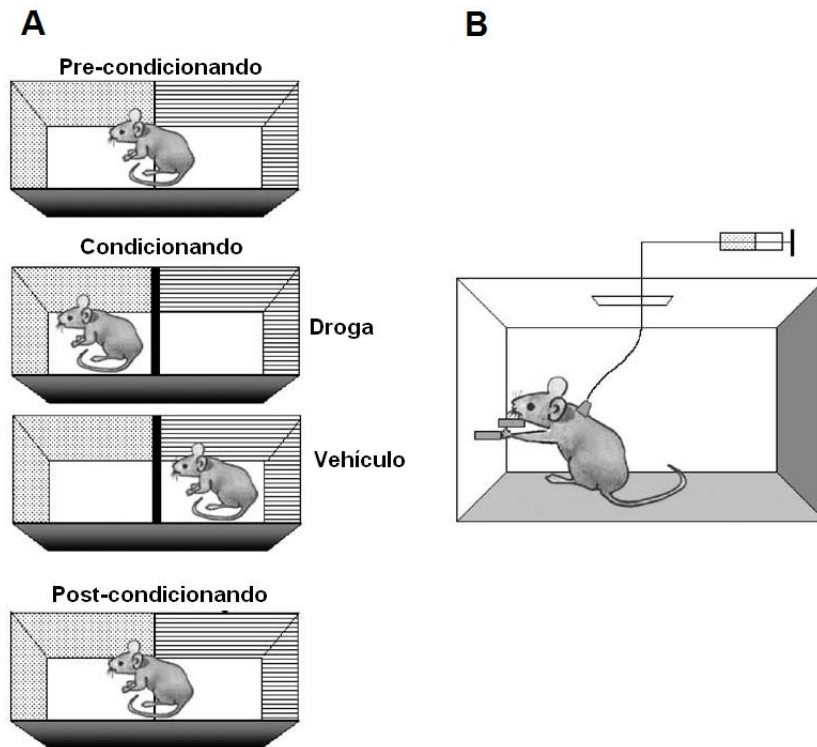 A
Pre-condicionando
Condicionando
Droga
Vehículo
Post-condicionando
B